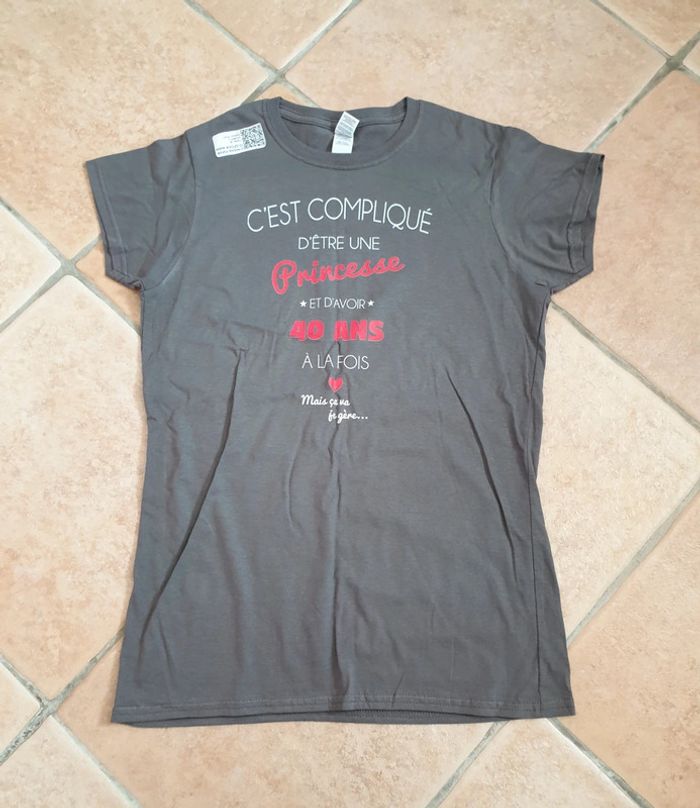 C'EST COMPLIQUÉ
D'ÊTRE UNE
Princesse
★ ET D'AVOIR ★
40 ANS
À LA FOIS
Mais ça va
je gère...